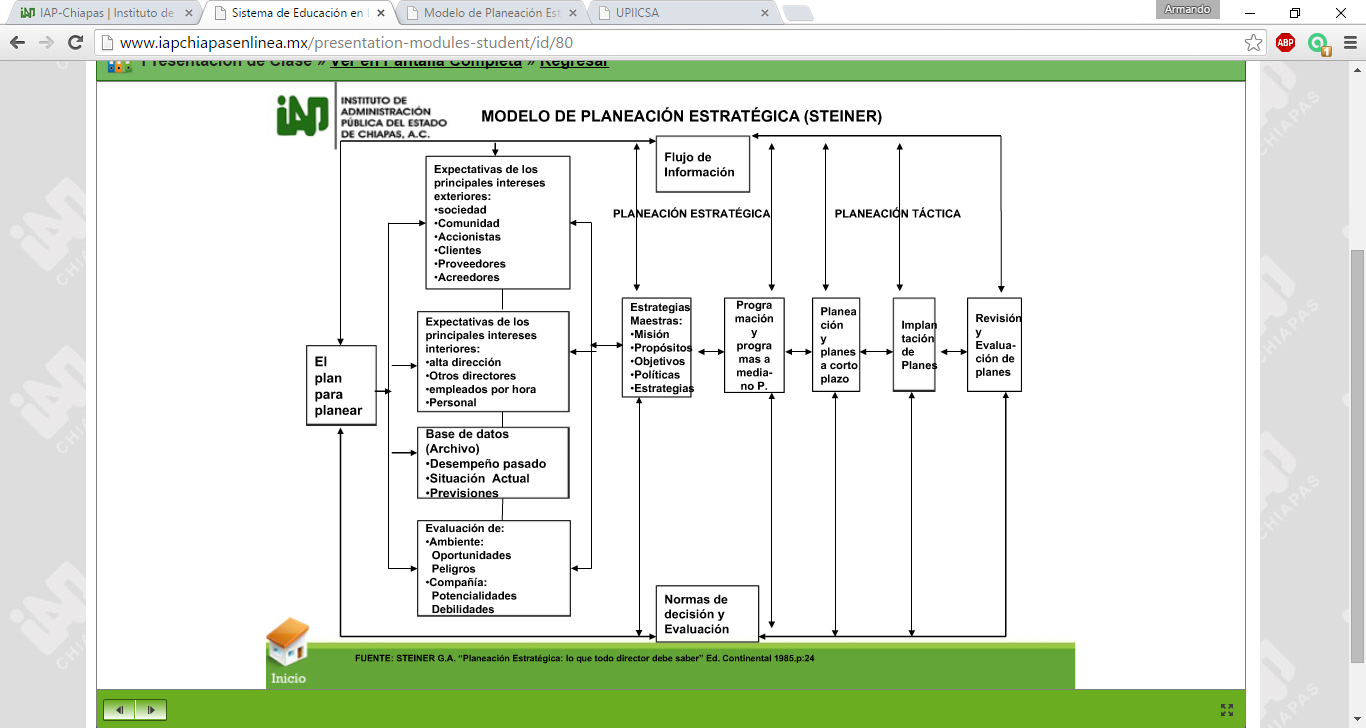 IAP-Chiapas | Instituto de
Sistema de Educación en
Modelo de Planeación Est
UPIICSA
Armando
www.iapchiapasenlinea.mx/presentation-modules-student/id/80
ABP
1
Presentación de Clase » Ver en Pantalla Completa » Regresar
INSTITUTO DE
ADMINISTRACIÓN
PÚBLICA DEL ESTADO
DE CHIAPAS, A.C.
MODELO DE PLANEACIÓN ESTRATÉGICA (STEINER)
Flujo de
Información
PLANEACIÓN ESTRATÉGICA
PLANEACIÓN TÁCTICA
El
plan
para
planear
Expectativas de los
principales intereses
exteriores:
•sociedad
•Comunidad
•Accionistas
•Clientes
•Proveedores
•Acreedores
Expectativas de los
principales intereses
interiores:
•alta dirección
•Otros directores
•empleados por hora
•Personal
Base de datos
(Archivo)
•Desempeño pasado
•Situación Actual
•Previsiones
Evaluación de:
•Ambiente:
Oportunidades
Peligros
•Compañía:
Potencialidades
Debilidades
Estrategias
Maestras:
•Misión
•Propósitos
•Objetivos
•Políticas
•Estrategias
Progra
mación
y
progra
mas a
media-
no P.
Planea
ción
y
planes
a corto
plazo
Implan
tación
de
Planes
Revisión
y
Evalua-
ción de
planes
Normas de
decisión y
Evaluación
FUENTE: STEINER G.A. “Planeación Estratégica: lo que todo director debe saber” Ed. Continental 1985.p:24
Inicio